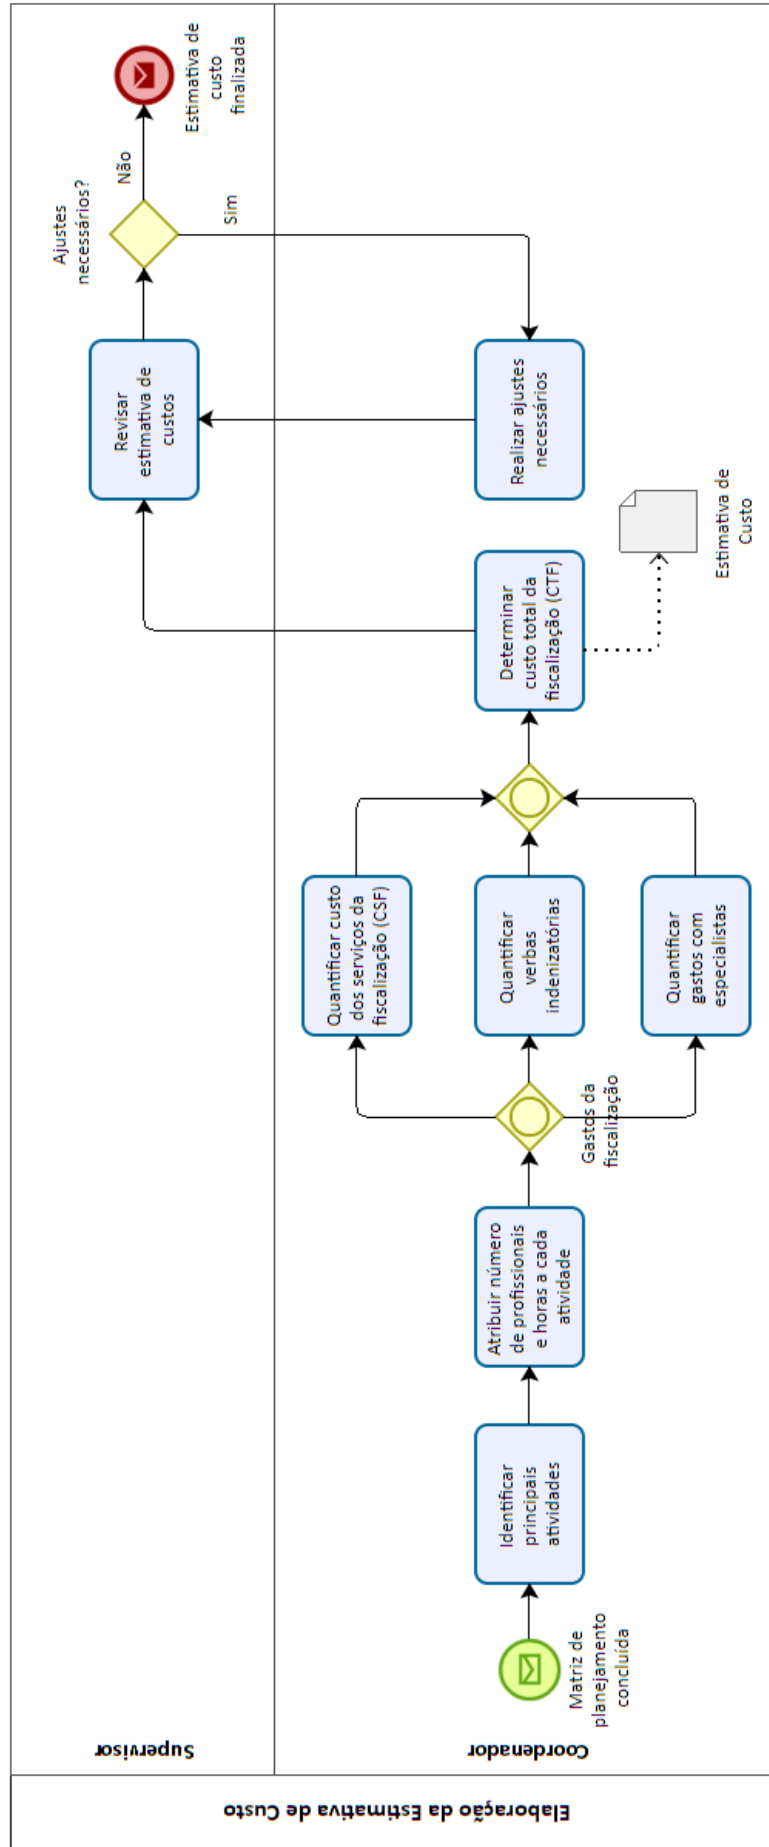 Elaboração da Estimativa de Custo
Supervisor
Coordenador
Matriz de
planejamento
concluída
Identificar
principais
atividades
Atribuir número
de profissionais
e horas a cada
atividade
Gastos da
fiscalização
Quantificar custo
dos serviços da
fiscalização (CSF)
Quantificar
verbas
indenizatórias
Quantificar
gastos com
especialistas
Determinar
custo total da
fiscalização (CTF)
Estimativa de
Custo
Realizar ajustes
necessários
Revisar
estimativa de
custos
Ajustes
necessários?
Não
Sim
Estimativa de
custo
finalizada